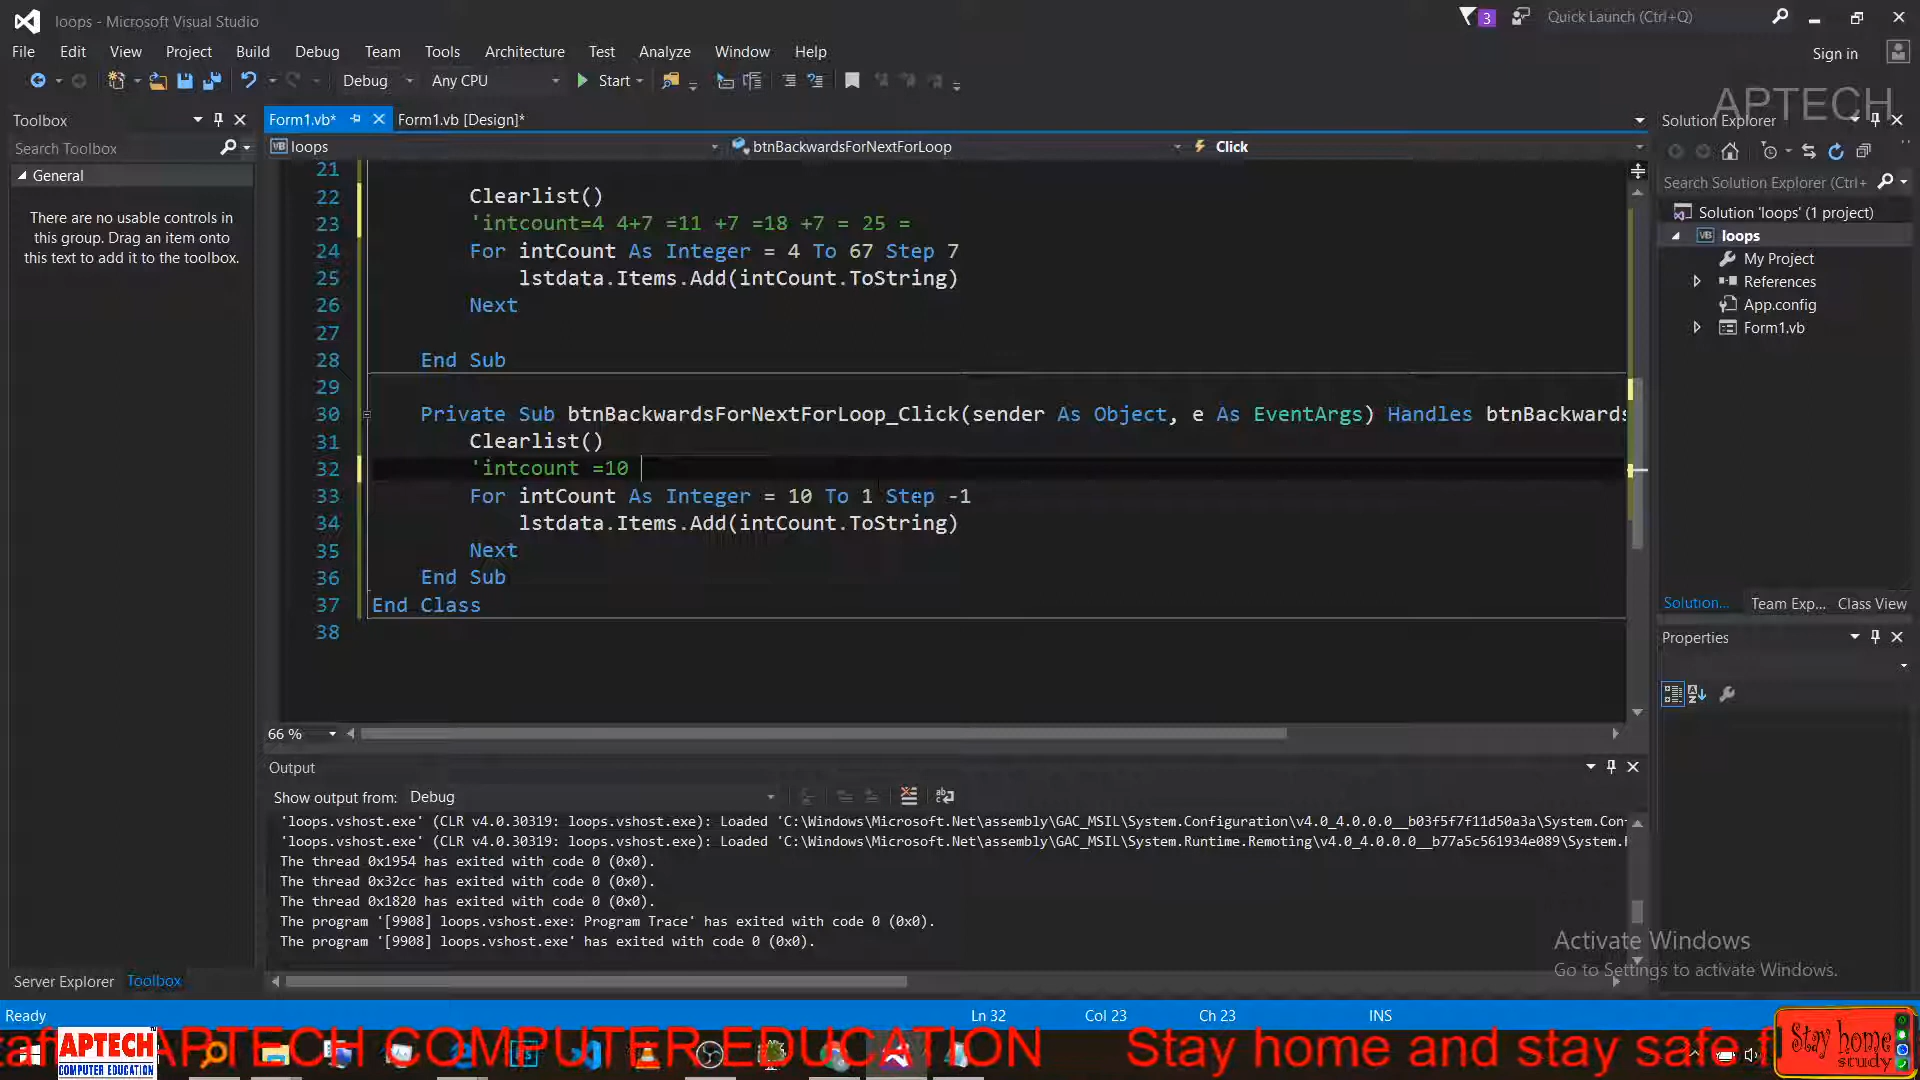 loops - Microsoft Visual Studio
3
Quick Launch (Ctrl+Q)
File Edit View Project Build Debug Team Tools Architecture Test Analyze Window Help
Sign in
Debug Any CPU Start
APTECH
Toolbox
Form1.vb* Form1.vb [Design]*
Solution Explorer
Search Toolbox
loops btnBackwardsForNextForLoop Click
General
There are no usable controls in
this group. Drag an item onto
this text to add it to the toolbox.
Search Solution Explorer (Ctrl+
Solution 'loops' (1 project)
loops
My Project
References
App.config
Form1.vb
21
22 Clearlist()
23 'intcount=4 4+7 =11 +7 =18 +7 = 25 =
24 For intCount As Integer = 4 To 67 Step 7
25 lstdata.Items.Add(intCount.ToString)
26 Next
27
28 End Sub
29
30 Private Sub btnBackwardsForNextForLoop_Click(sender As Object, e As EventArgs) Handles btnBackwards
31 Clearlist()
32 'intcount =10
33 For intCount As Integer = 10 To 1 Step -1
34 lstdata.Items.Add(intCount.ToString)
35 Next
36 End Sub
37 End Class
38
Solution... Team Exp... Class View
Properties
66 %
Output
Show output from: Debug
'loops.vshost.exe' (CLR v4.0.30319: loops.vshost.exe): Loaded 'C:\Windows\Microsoft.Net\assembly\GAC_MSIL\System.Configuration\v4.0_4.0.0.0__b03f5f7f11d50a3a\System.Con
'loops.vshost.exe' (CLR v4.0.30319: loops.vshost.exe): Loaded 'C:\Windows\Microsoft.Net\assembly\GAC_MSIL\System.Runtime.Remoting\v4.0_4.0.0.0__b77a5c561934e089\System.
The thread 0x1954 has exited with code 0 (0x0).
The thread 0x32cc has exited with code 0 (0x0).
The thread 0x1820 has exited with code 0 (0x0).
The program '[9908] loops.vshost.exe: Program Trace' has exited with code 0 (0x0).
The program '[9908] loops.vshost.exe' has exited with code 0 (0x0).
Activate Windows
Go to Settings to activate Windows.
Server Explorer Toolbox
Ready Ln 32 Col 23 Ch 23 INS
APTECH COMPUTER EDUCATION Stay home and stay safe f
APTECH
COMPUTER EDUCATION
Stay home
study